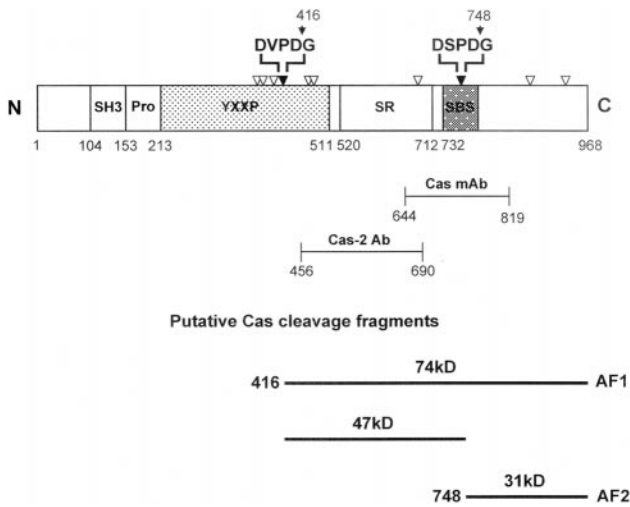 416 748
DVPDG DSPDG
N SH3 Pro YXXP SR SBS C
1 104 153 213 511 520 712 732 968
Cas mAb
644 819
Cas-2 Ab
456 690
Putative Cas cleavage fragments
74kD
416 AF1
47kD
31kD
748 AF2